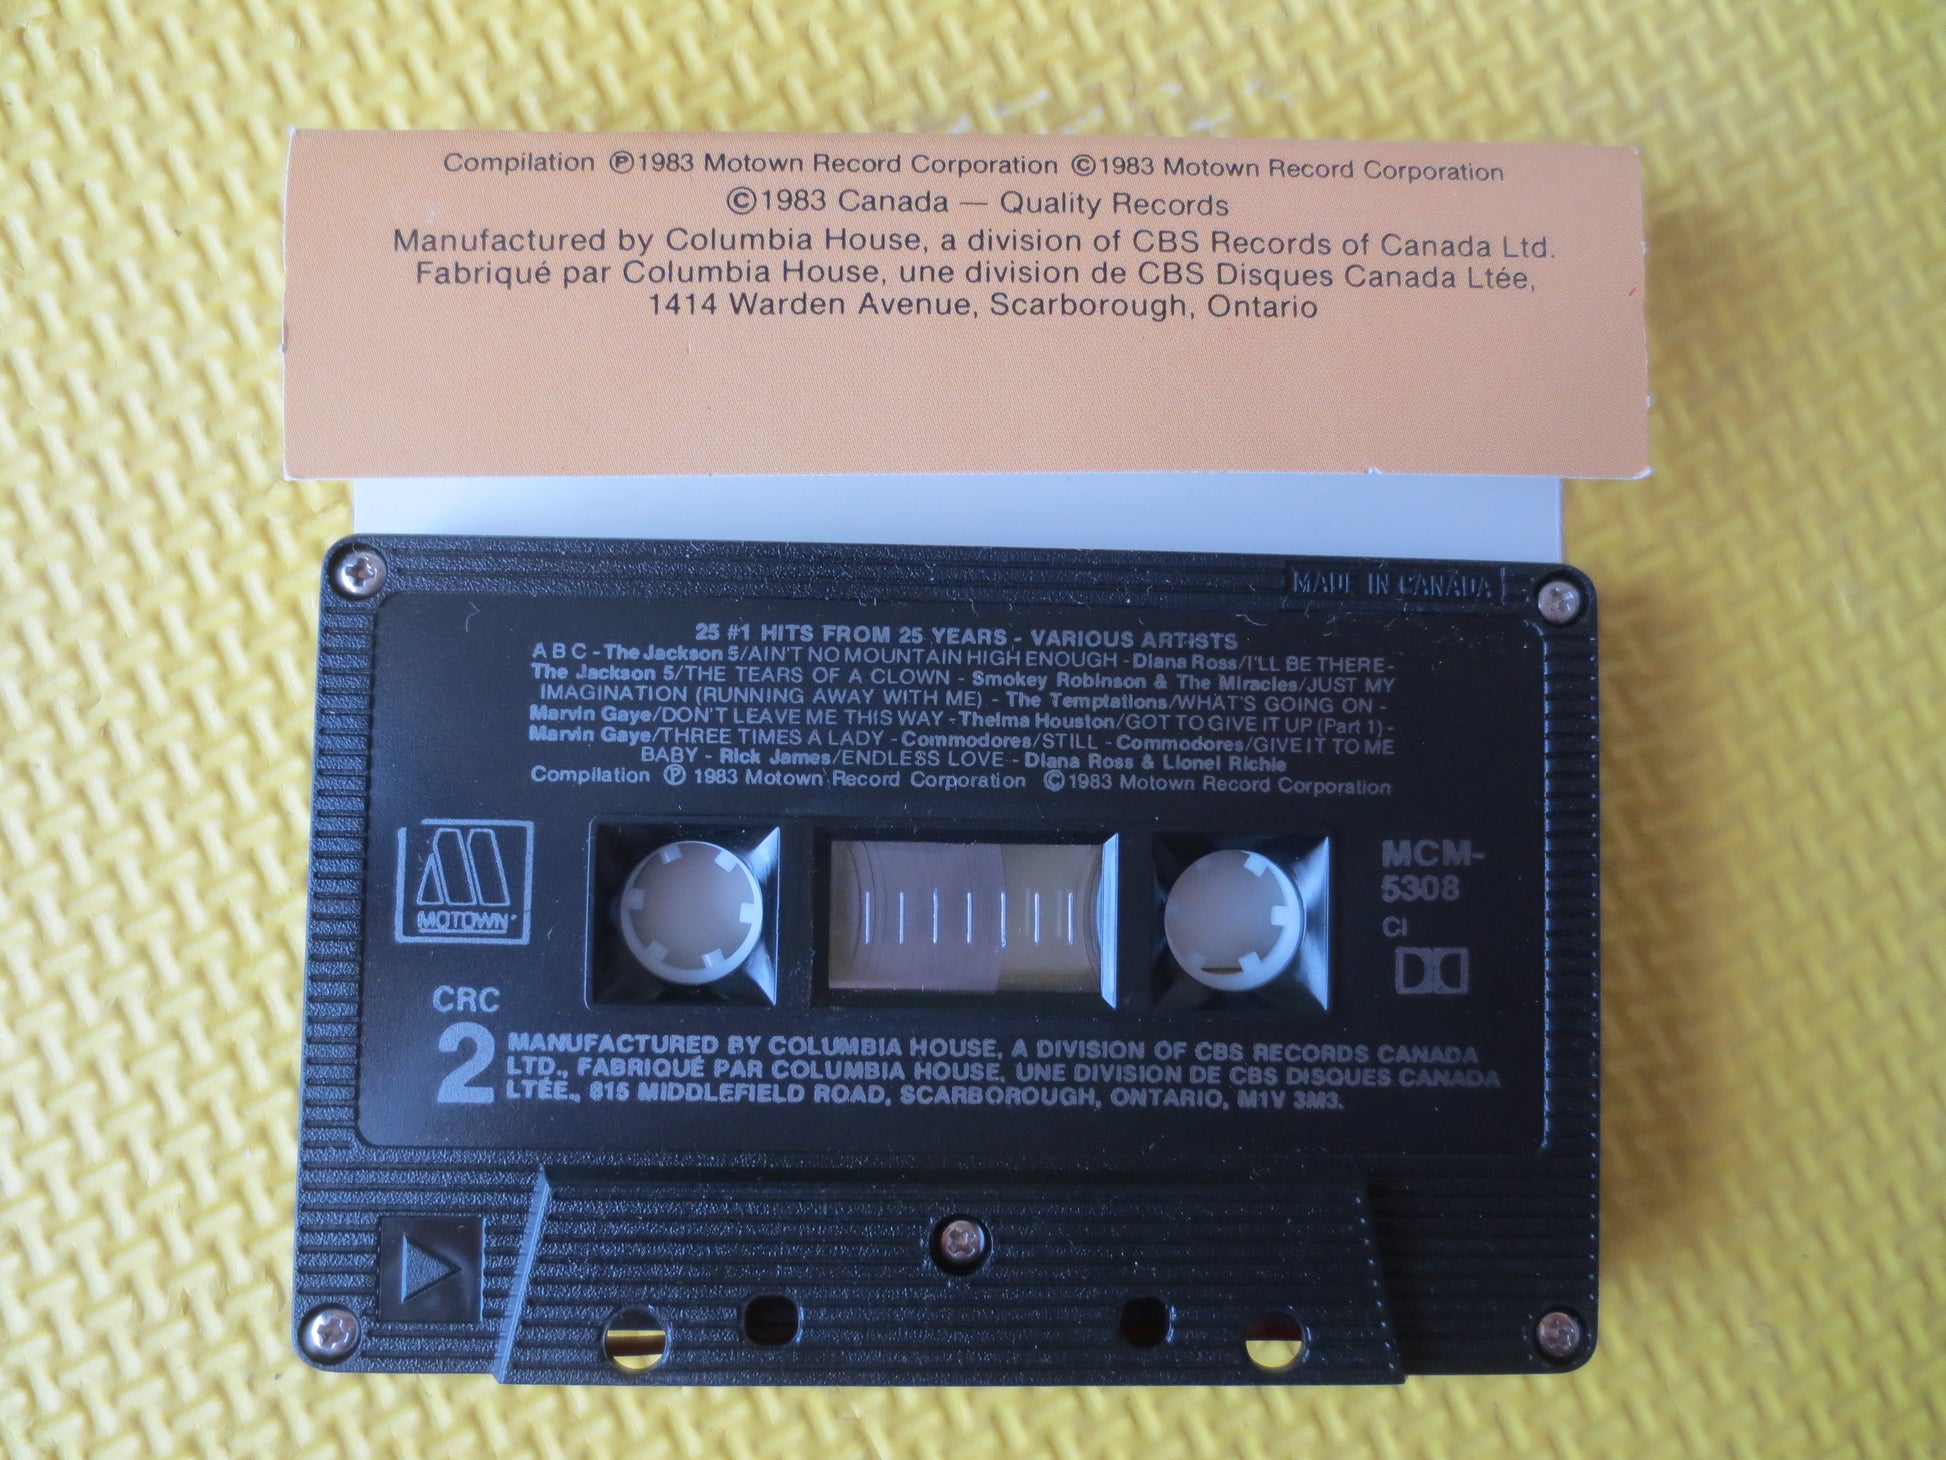 Compilation ℗1983 Motown Record Corporation ©1983 Motown Record Corporation
©1983 Canada — Quality Records
Manufactured by Columbia House, a division of CBS Records of Canada Ltd.
Fabriqué par Columbia House, une division de CBS Disques Canada Ltée,
1414 Warden Avenue, Scarborough, Ontario
MADE IN CANADA
25 #1 HITS FROM 25 YEARS - VARIOUS ARTISTS
A B C - The Jackson 5/AIN'T NO MOUNTAIN HIGH ENOUGH - Diana Ross/I'LL BE THERE -
The Jackson 5/THE TEARS OF A CLOWN - Smokey Robinson & The Miracles/JUST MY
IMAGINATION (RUNNING AWAY WITH ME) - The Temptations/WHAT'S GOING ON -
Marvin Gaye/DON'T LEAVE ME THIS WAY - Thelma Houston/GOT TO GIVE IT UP (Part 1) -
Marvin Gaye/THREE TIMES A LADY - Commodores/STILL - Commodores/GIVE IT TO ME
BABY - Rick James/ENDLESS LOVE - Diana Ross & Lionel Richie
Compilation ℗ 1983 Motown Record Corporation ©1983 Motown Record Corporation
MOTOWN
MCM-
5308
CI
CRC
2
MANUFACTURED BY COLUMBIA HOUSE, A DIVISION OF CBS RECORDS CANADA
LTD., FABRIQUÉ PAR COLUMBIA HOUSE, UNE DIVISION DE CBS DISQUES CANADA
LTÉE., 815 MIDDLEFIELD ROAD, SCARBOROUGH, ONTARIO, M1V 3M3.